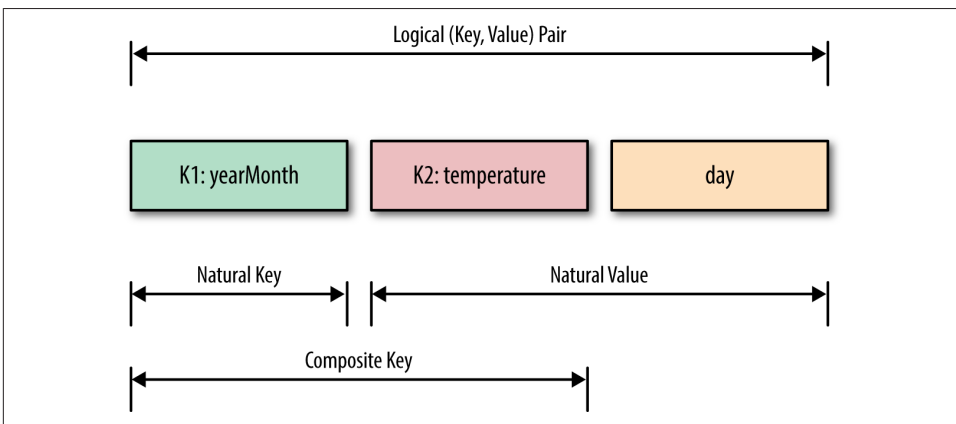 Logical (Key, Value) Pair
K1: yearMonth
K2: temperature
day
Natural Key
Natural Value
Composite Key